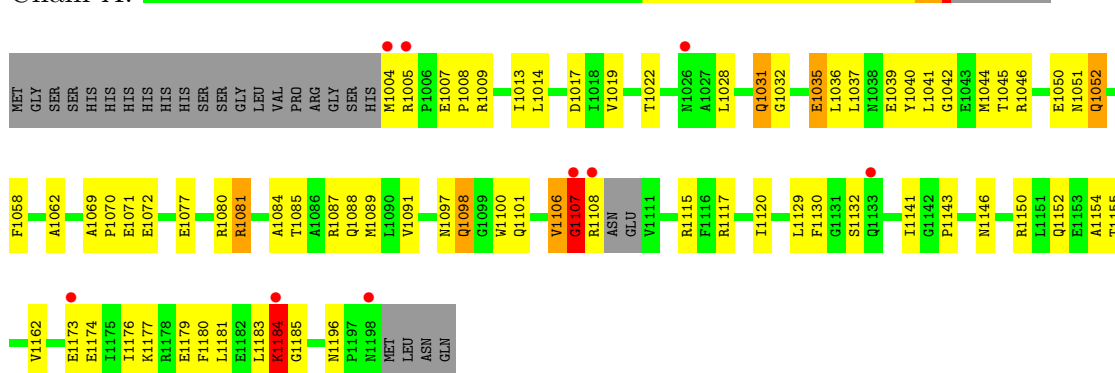 MET GLY SER SER HIS HIS HIS HIS HIS HIS SER SER GLY LEU VAL PRO ARG GLY SER HIS M1004 R1005 P1006 E1007 P1008 R1009 I1013 L1014 D1017 I1018 V1019 T1022 N1026 A1027 L1028 Q1031 G1032 E1035 L1036 L1037 N1038 E1039 Y1040 L1041 G1042 E1043 M1044 T1045 R1046 E1050 N1051 Q1052
F1058 A1062 A1069 P1070 E1071 E1072 E1077 R1080 R1081 A1084 T1085 A1086 R1087 Q1088 M1089 L1090 V1091 N1097 Q1098 G1099 W1100 Q1101 V1106 G1107 R1108 ASN GLU V1111 R1115 F1116 R1117 I1120 L1129 F1130 G1131 S1132 Q1133 I1141 G1142 P1143 N1146 R1150 L1151 Q1152 E1153 A1154 T1155
V1162 E1173 E1174 I1175 I1176 K1177 R1178 E1179 F1180 L1181 E1182 L1183 K1184 G1185 N1196 P1197 N1198 MET LEU ASN GLN